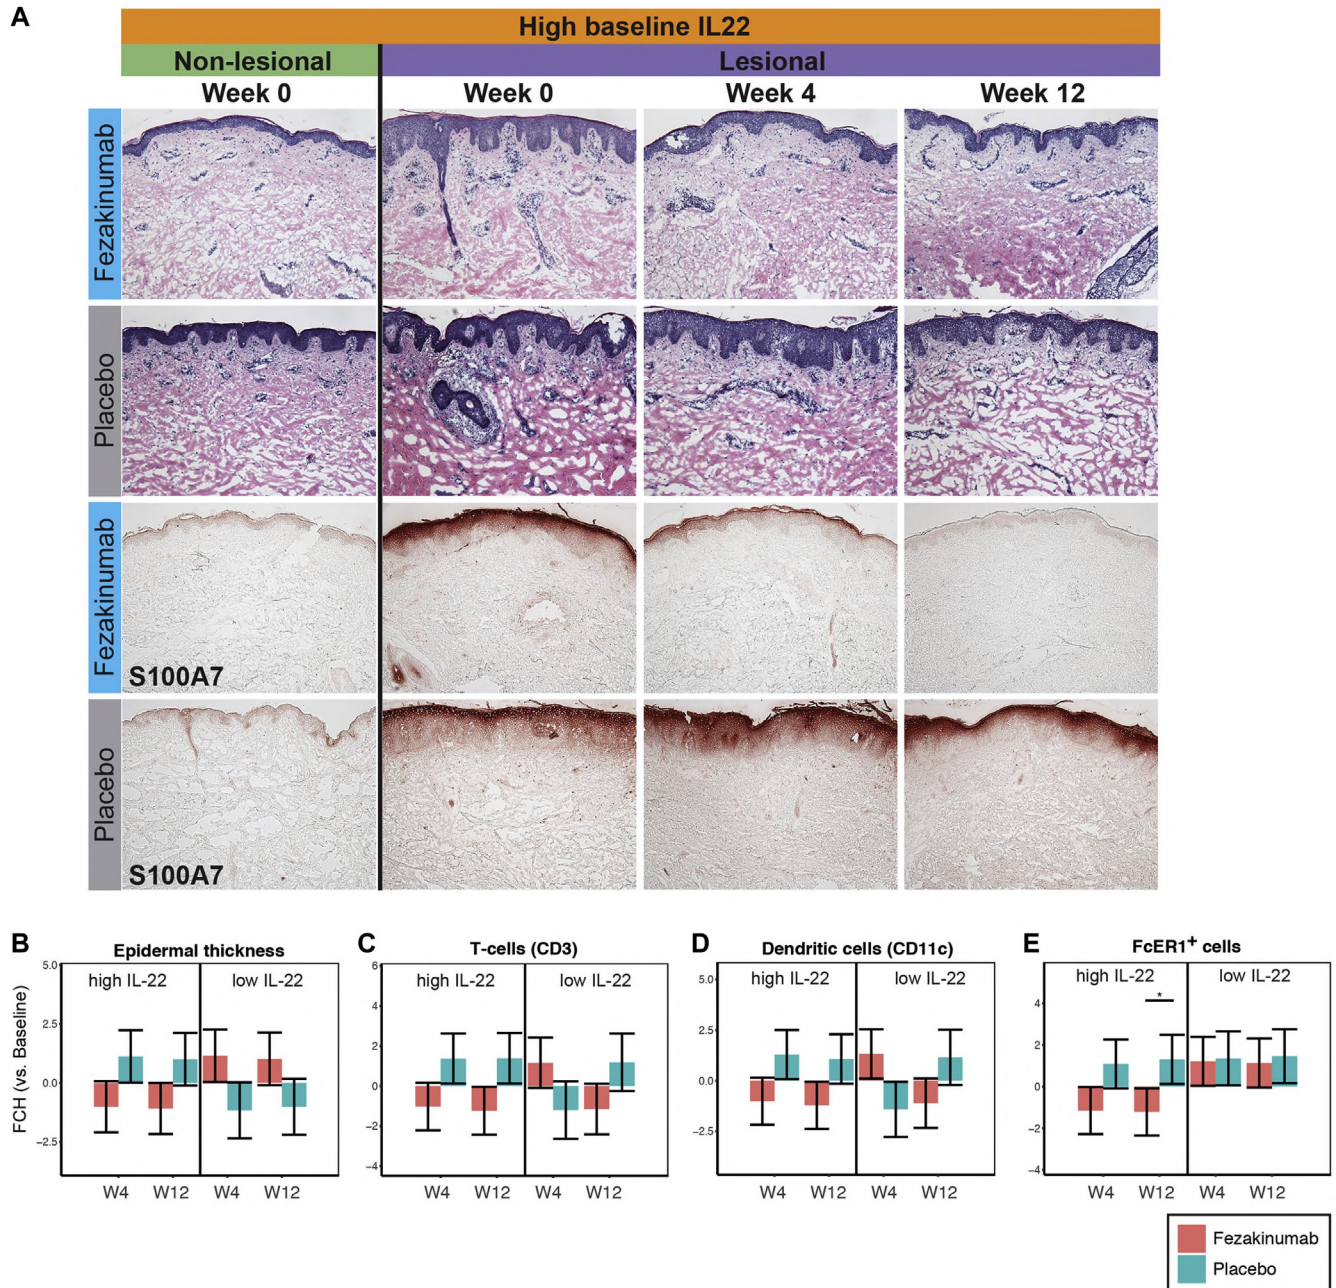 A
High baseline IL22
Non-lesional
Lesional
Week 0
Week 0
Week 4
Week 12
Fezakinumab
Placebo
Fezakinumab
S100A7
Placebo
S100A7
B
Epidermal thickness
FCH (vs. Baseline)
5.0
2.5
0.0
−2.5
high IL-22
low IL-22
W4
W12
W4
W12
C
T-cells (CD3)
6
4
2
0
−2
−4
high IL-22
low IL-22
W4
W12
W4
W12
D
Dendritic cells (CD11c)
5.0
2.5
0.0
−2.5
high IL-22
low IL-22
W4
W12
W4
W12
E
FcER1+ cells
4
2
0
−2
−4
high IL-22
low IL-22
*
W4
W12
W4
W12
Fezakinumab
Placebo